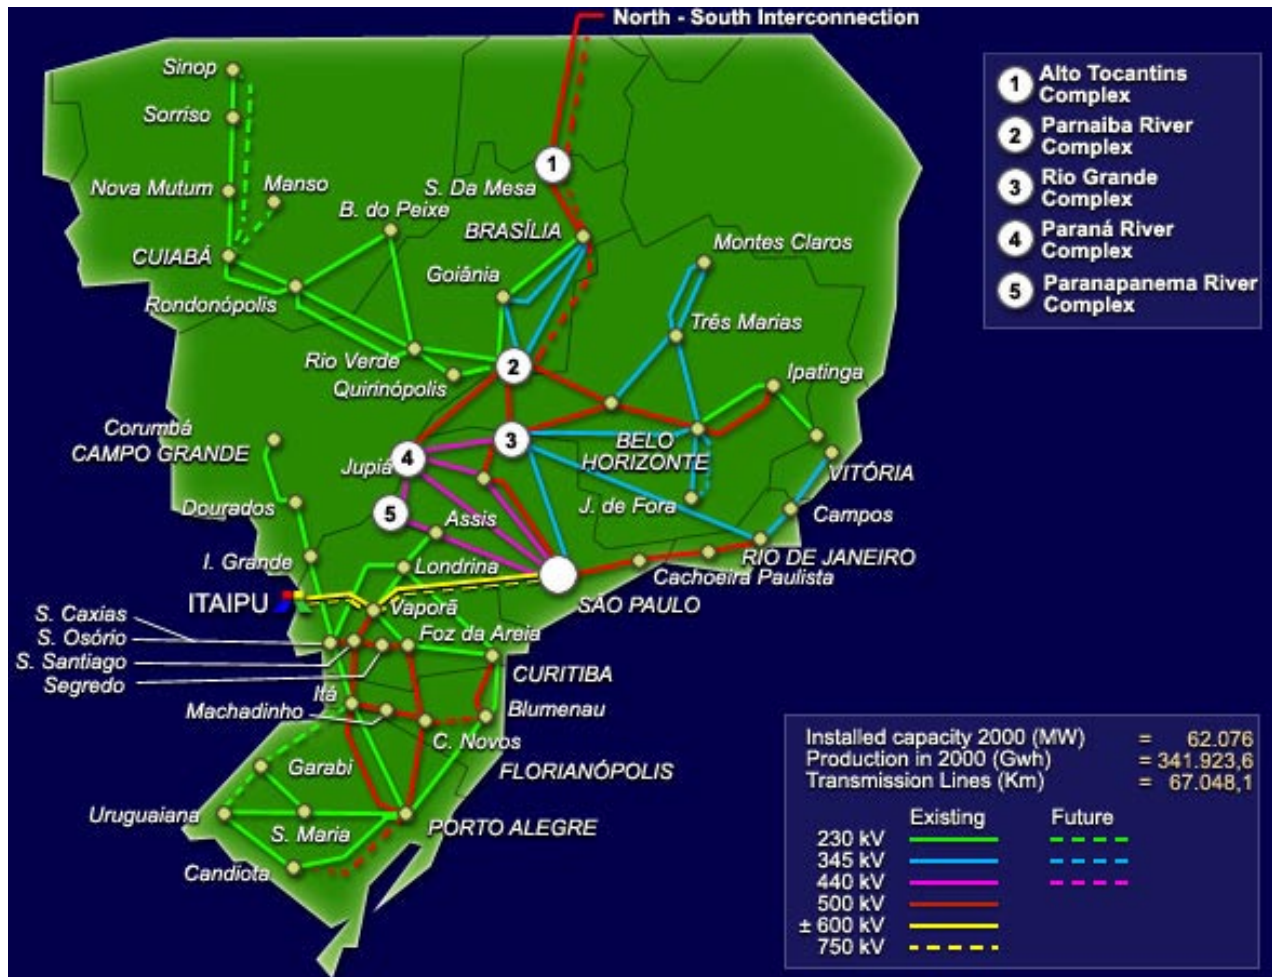 North - South Interconnection
1 Alto Tocantins
Complex
2 Parnaiba River
Complex
3 Rio Grande
Complex
4 Paraná River
Complex
5 Paranapanema River
Complex
Sinop
Sorriso
Nova Mutum
Manso
1
S. Da Mesa
B. do Peixe
BRASÍLIA
CUIABÁ
Montes Claros
Goiânia
Rondonópolis
Três Marias
Rio Verde
2
Ipatinga
Quirinópolis
Corumbá
CAMPO GRANDE
3
BELO
HORIZONTE
4
Jupiá
VITÓRIA
J. de Fora
Dourados
5
Assis
Campos
I. Grande
Londrina
RIO DE JANEIRO
Cachoeira Paulista
ITAIPU
Vaporã
SÃO PAULO
S. Caxias
S. Osório
Foz da Areia
S. Santiago
Segredo
CURITIBA
Itá
Machadinho
Blumenau
C. Novos
Garabi
FLORIANÓPOLIS
Uruguaiana
S. Maria
PORTO ALEGRE
Candiota
Installed capacity 2000 (MW) = 62.076
Production in 2000 (Gwh) = 341.923,6
Transmission Lines (Km) = 67.048,1
Existing Future
230 kV
345 kV
440 kV
500 kV
± 600 kV
750 kV